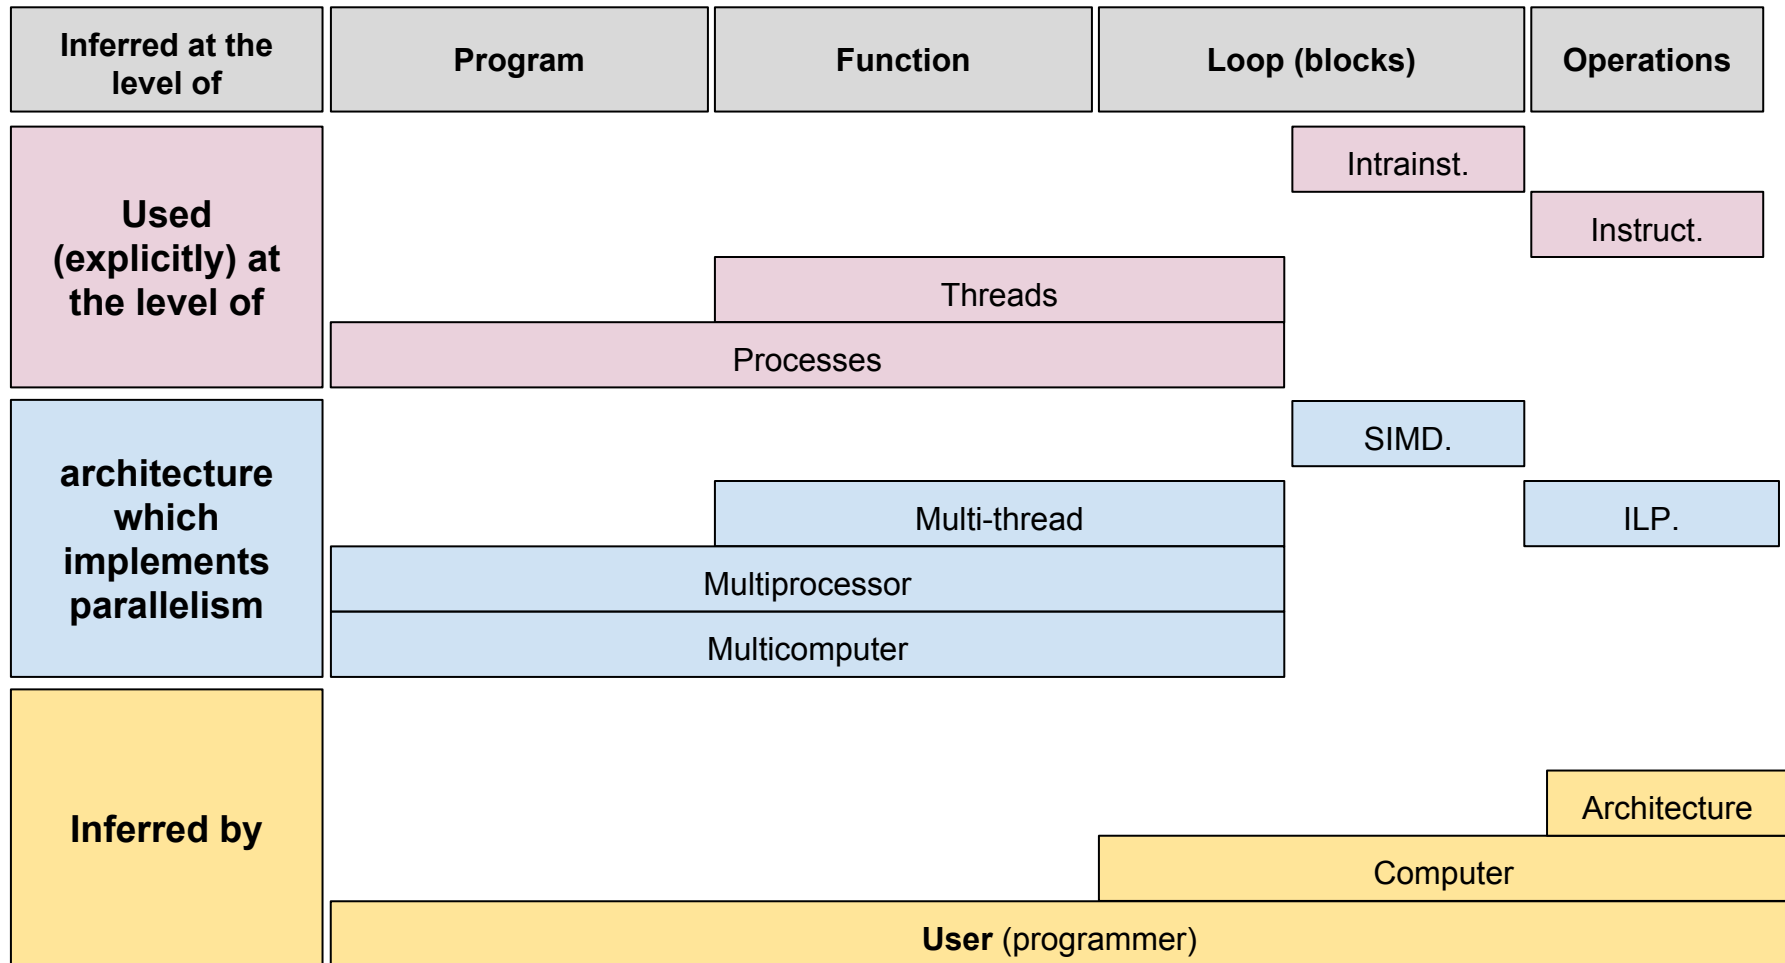 Inferred at the
level of
Program
Function
Loop (blocks)
Operations
Used
(explicitly) at
the level of
Intrainst.
Instruct.
Threads
Processes
architecture
which
implements
parallelism
SIMD.
Multi-thread
ILP.
Multiprocessor
Multicomputer
Inferred by
Architecture
Computer
User (programmer)